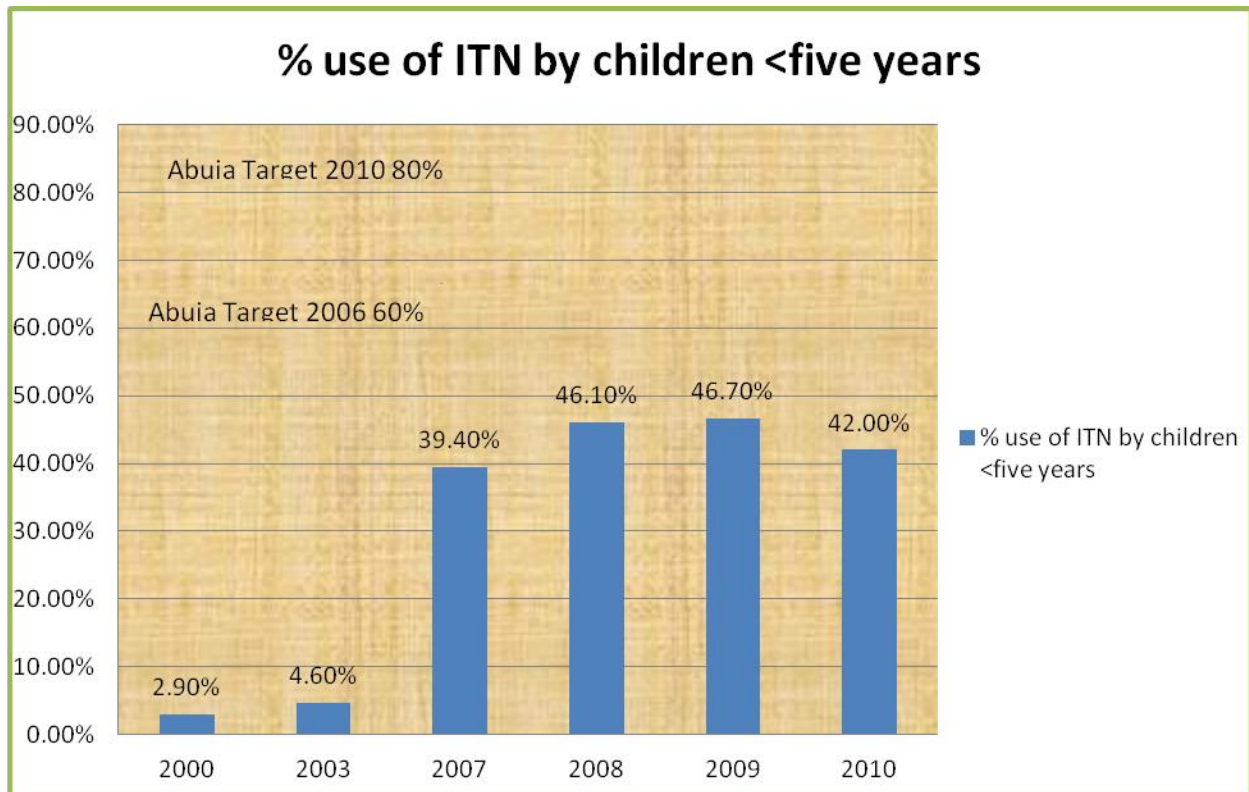 % use of ITN by children <five years
90.00%
Abuja Target 2010 80%
80.00%
70.00%
Abuja Target 2006 60%
60.00%
50.00%
46.10%
46.70%
39.40%
42.00%
40.00%
% use of ITN by children
<five years
30.00%
20.00%
10.00%
2.90%
4.60%
0.00%
2000 2003 2007 2008 2009 2010